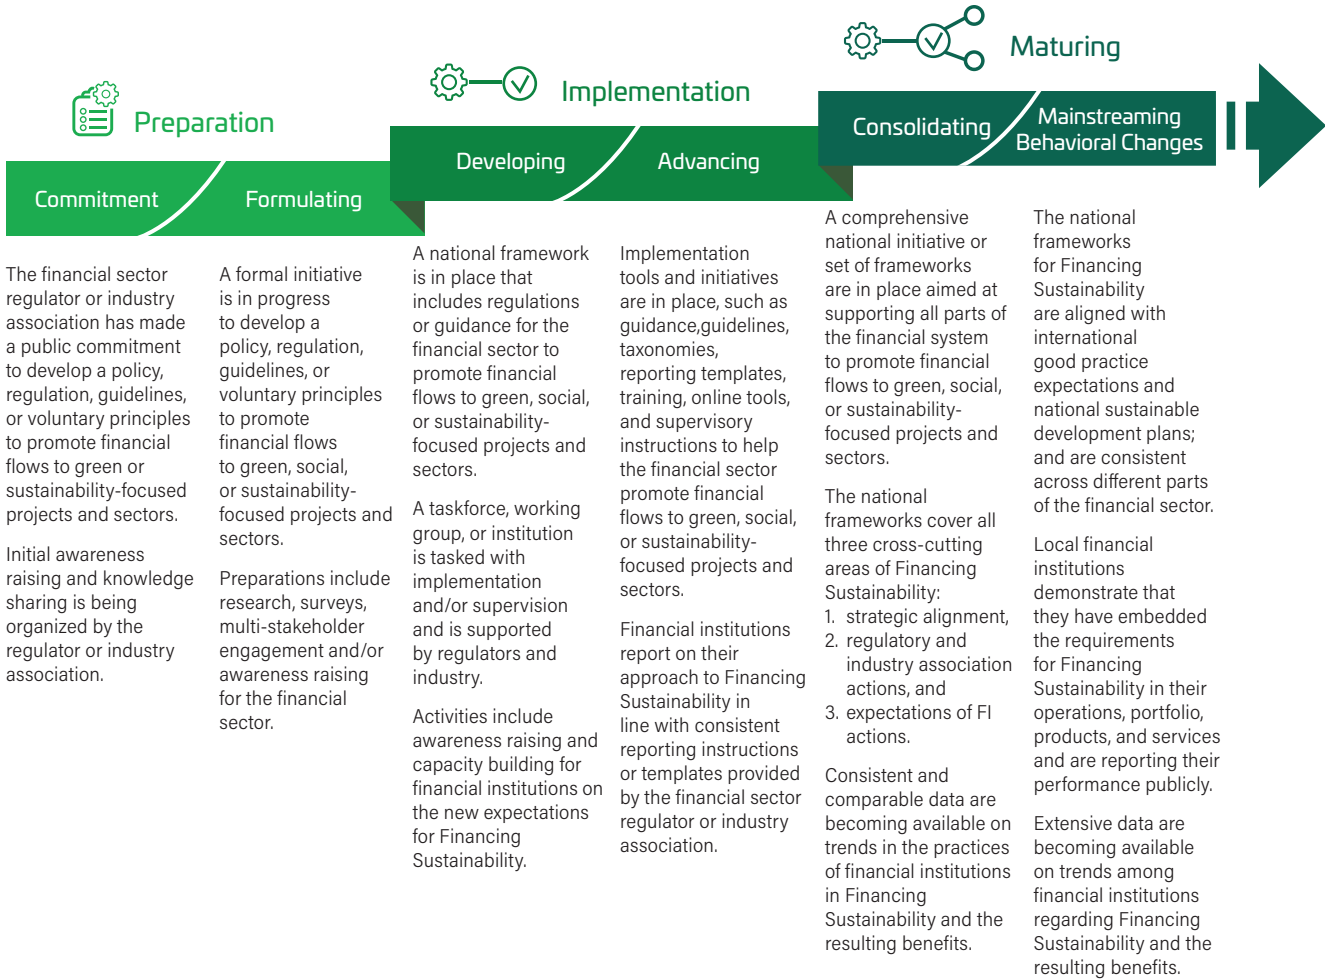 Preparation
Commitment
Formulating
The financial sector
regulator or industry
association has made
a public commitment
to develop a policy,
regulation, guidelines,
or voluntary principles
to promote financial
flows to green or
sustainability-focused
projects and sectors.
Initial awareness
raising and knowledge
sharing is being
organized by the
regulator or industry
association.
A formal initiative
is in progress
to develop a
policy, regulation,
guidelines, or
voluntary principles
to promote
financial flows
to green, social,
or sustainability-
focused projects and
sectors.
Preparations include
research, surveys,
multi-stakeholder
engagement and/or
awareness raising
for the financial
sector.
Implementation
Developing
Advancing
A national framework
is in place that
includes regulations
or guidance for the
financial sector to
promote financial
flows to green, social,
or sustainability-
focused projects and
sectors.
A taskforce, working
group, or institution
is tasked with
implementation
and/or supervision
and is supported
by regulators and
industry.
Activities include
awareness raising and
capacity building for
financial institutions on
the new expectations
for Financing
Sustainability.
Implementation
tools and initiatives
are in place, such as
guidance,guidelines,
taxonomies,
reporting templates,
training, online tools,
and supervisory
instructions to help
the financial sector
promote financial
flows to green, social,
or sustainability-
focused projects and
sectors.
Financial institutions
report on their
approach to Financing
Sustainability in
line with consistent
reporting instructions
or templates provided
by the financial sector
regulator or industry
association.
Maturing
Consolidating
Mainstreaming
Behavioral Changes
A comprehensive
national initiative or
set of frameworks
are in place aimed at
supporting all parts of
the financial system
to promote financial
flows to green, social,
or sustainability-
focused projects and
sectors.
The national
frameworks cover all
three cross-cutting
areas of Financing
Sustainability:
1. strategic alignment,
2. regulatory and
industry association
actions, and
3. expectations of FI
actions.
Consistent and
comparable data are
becoming available on
trends in the practices
of financial institutions
in Financing
Sustainability and the
resulting benefits.
The national
frameworks
for Financing
Sustainability
are aligned with
international
good practice
expectations and
national sustainable
development plans;
and are consistent
across different parts
of the financial sector.
Local financial
institutions
demonstrate that
they have embedded
the requirements
for Financing
Sustainability in their
operations, portfolio,
products, and services
and are reporting their
performance publicly.
Extensive data are
becoming available
on trends among
financial institutions
regarding Financing
Sustainability and the
resulting benefits.